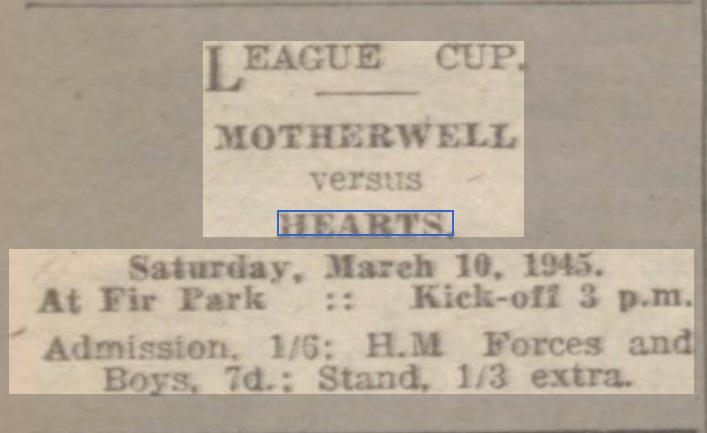 LEAGUE CUP.
MOTHERWELL
versus
HEARTS.
Saturday, March 10, 1945.
At Fir Park :: Kick-off 3 p.m.
Admission, 1/6; H.M Forces and
Boys, 7d.; Stand, 1/3 extra.